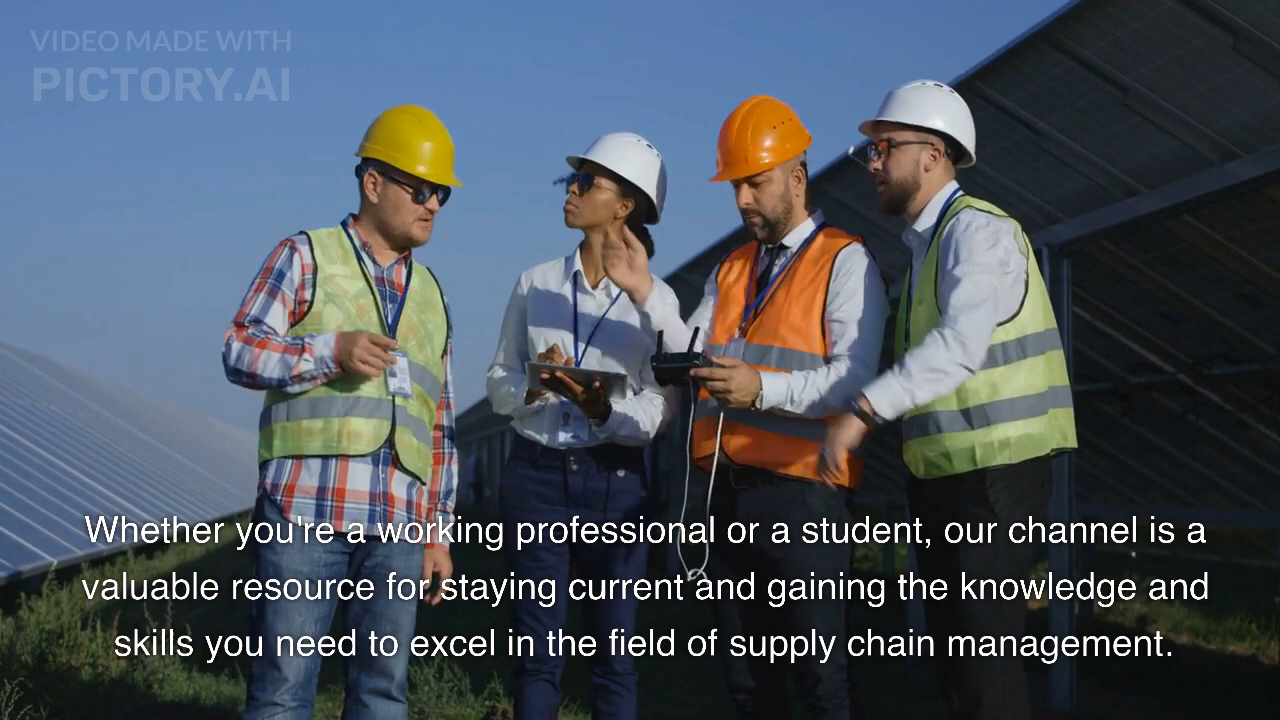 VIDEO MADE WITH
PICTORY.AI
Whether you're a working professional or a student, our channel is a
valuable resource for staying current and gaining the knowledge and
skills you need to excel in the field of supply chain management.